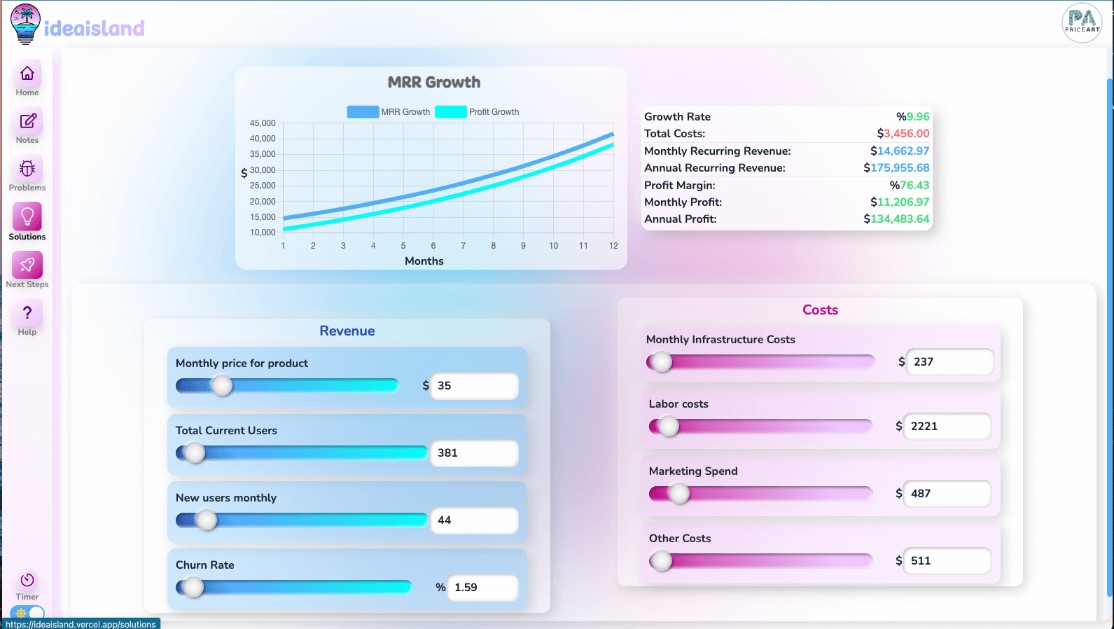 ideaisland
PA
PRICEART
Home
Notes
Problems
Solutions
Next Steps
Help
Timer
MRR Growth
MRR Growth Profit Growth
45,000
40,000
35,000
$ 30,000
25,000
20,000
15,000
10,000
1 2 3 4 5 6 7 8 9 10 11 12
Months
Growth Rate %9.96
Total Costs: $3,456.00
Monthly Recurring Revenue: $14,662.97
Annual Recurring Revenue: $175,955.68
Profit Margin: %76.43
Monthly Profit: $11,206.97
Annual Profit: $134,483.64
Revenue
Monthly price for product
$ 35
Total Current Users
381
New users monthly
44
Churn Rate
% 1.59
Costs
Monthly Infrastructure Costs
$ 237
Labor costs
$ 2221
Marketing Spend
$ 487
Other Costs
$ 511
https://ideaisland.vercel.app/solutions